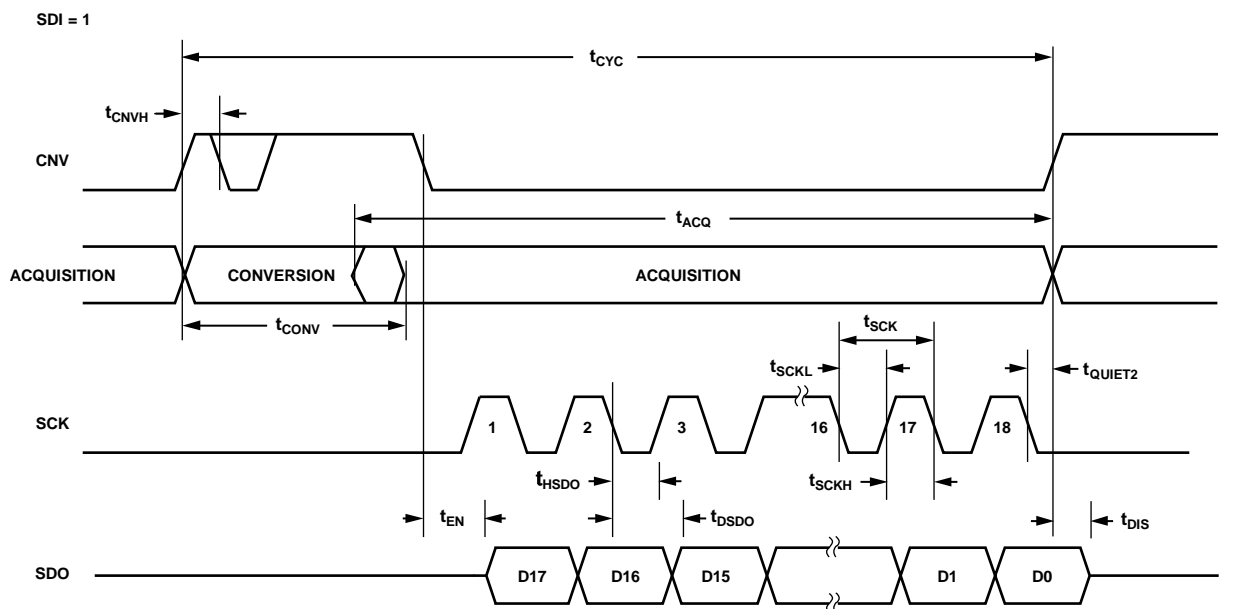 SDI = 1
tCYC
tCNVH
CNV
tACQ
ACQUISITION
CONVERSION
ACQUISITION
tCONV
tSCK
tSCKL
tQUIET2
SCK
1
2
3
16
17
18
tHSDO
tSCKH
tEN
tDSDO
tDIS
SDO
D17
D16
D15
D1
D0